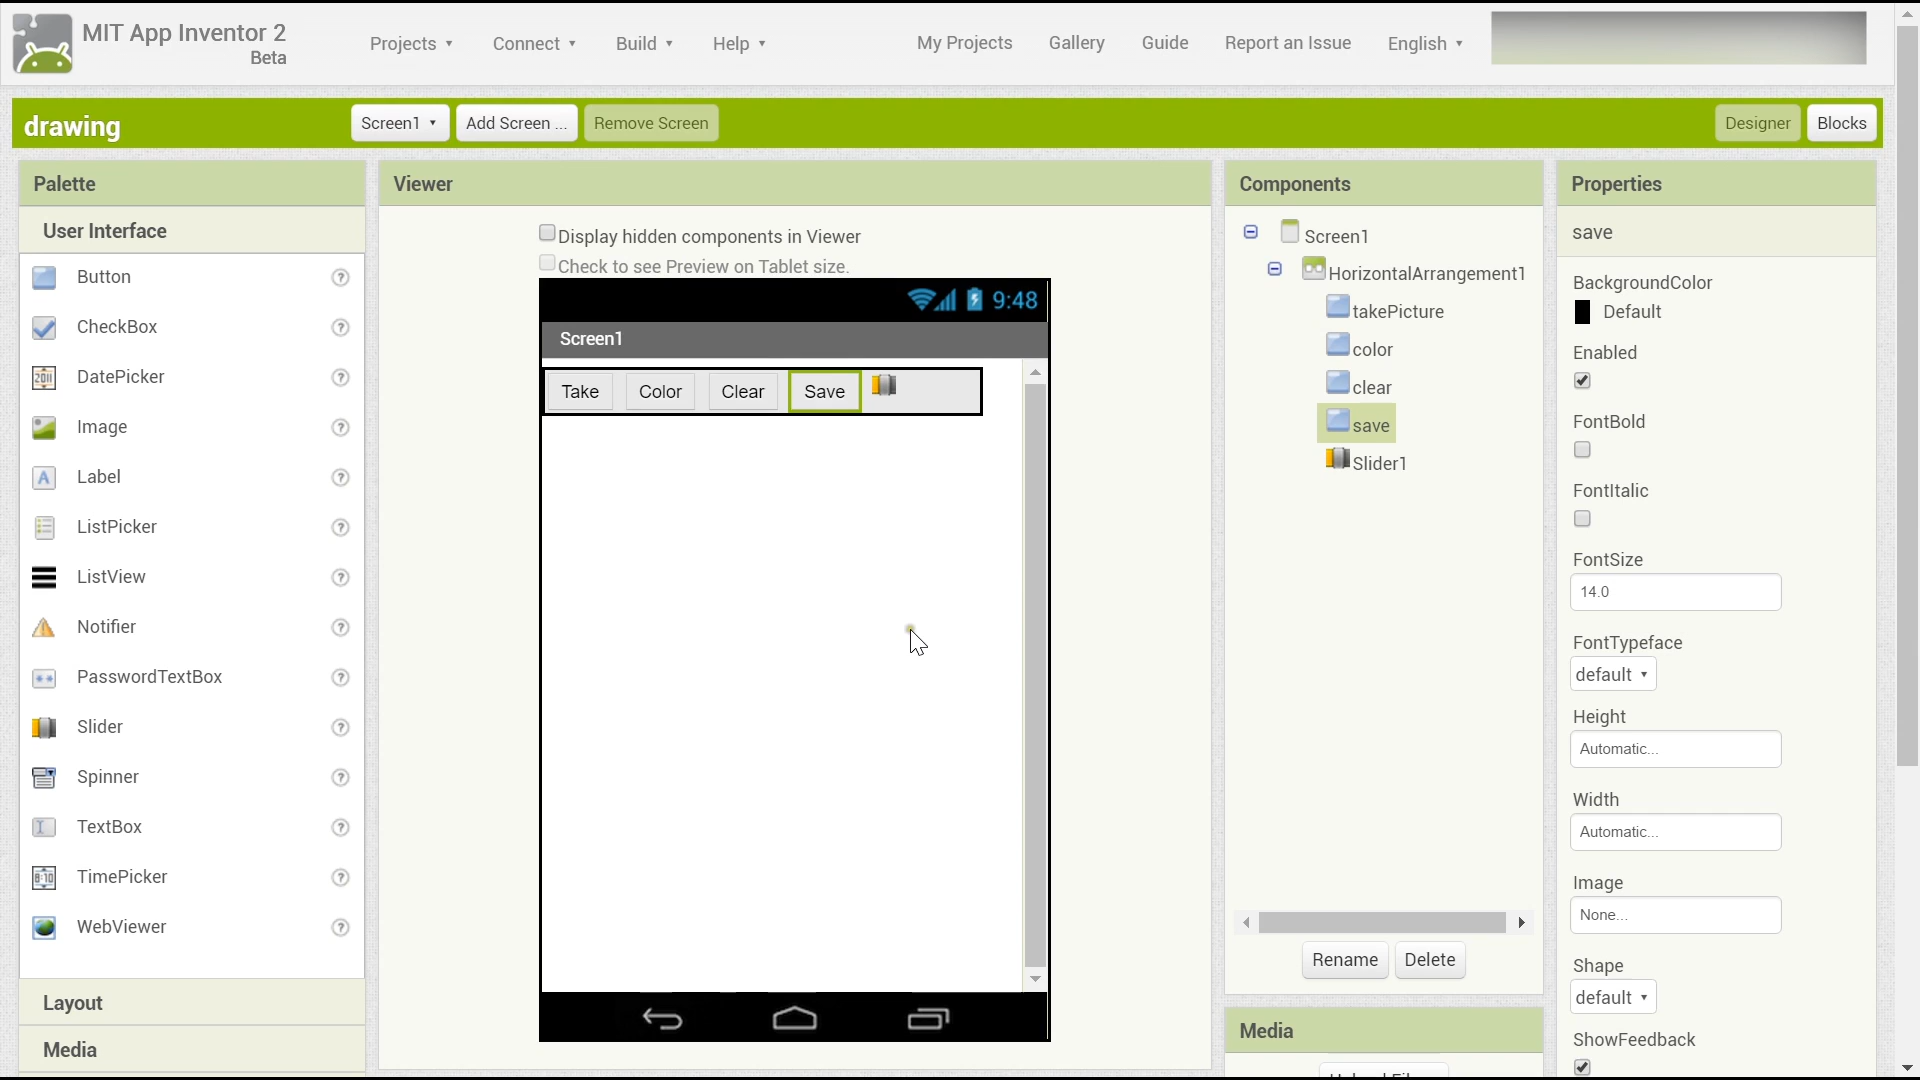 MIT App Inventor 2
Beta
Projects Connect Build Help My Projects Gallery Guide Report an Issue English
drawing Screen1 Add Screen ... Remove Screen Designer Blocks
Palette
User Interface
Button ?
CheckBox ?
DatePicker ?
Image ?
Label ?
ListPicker ?
ListView ?
Notifier ?
PasswordTextBox ?
Slider ?
Spinner ?
TextBox ?
TimePicker ?
WebViewer ?
Layout
Media
Viewer
Display hidden components in Viewer
Check to see Preview on Tablet size.
9:48
Screen1
Take Color Clear Save
Components
Screen1
HorizontalArrangement1
takePicture
color
clear
save
Slider1
Rename Delete
Media
Properties
save
BackgroundColor
Default
Enabled
FontBold
FontItalic
FontSize
14.0
FontTypeface
default
Height
Automatic...
Width
Automatic...
Image
None...
Shape
default
ShowFeedback